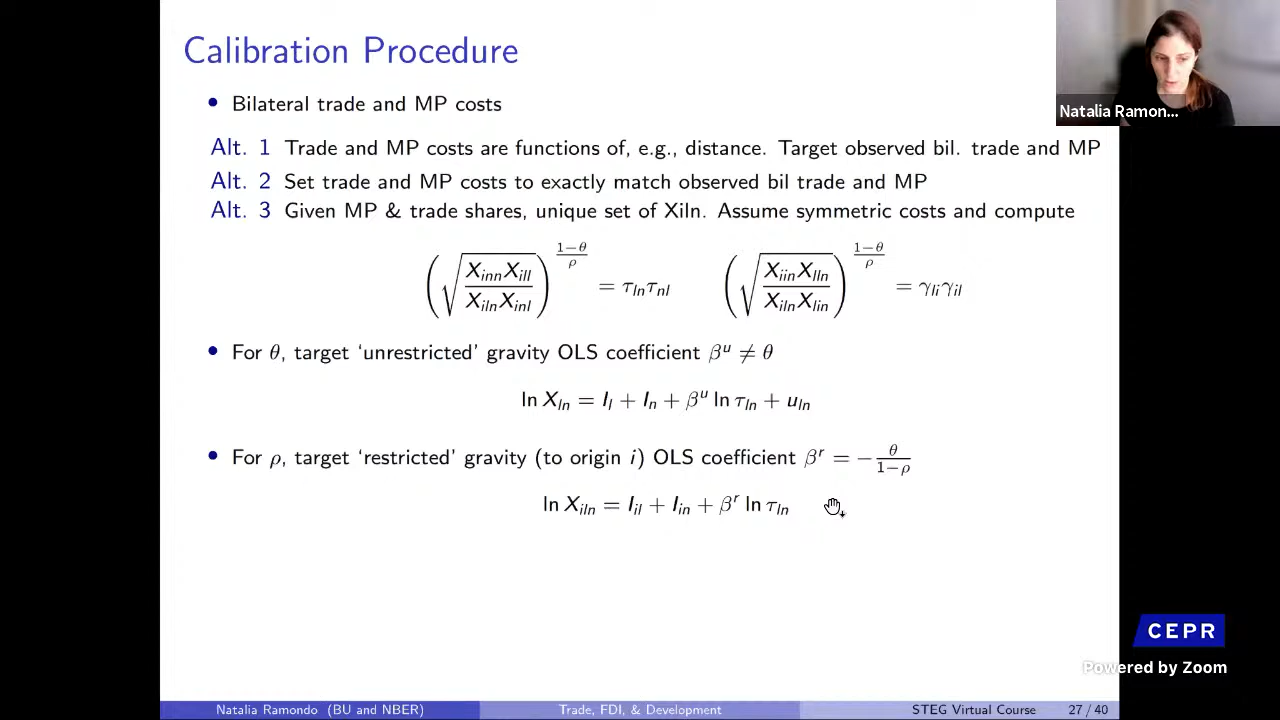 Calibration Procedure
• Bilateral trade and MP costs
Alt. 1 Trade and MP costs are functions of, e.g., distance. Target observed bil. trade and MP
Alt. 2 Set trade and MP costs to exactly match observed bil trade and MP
Alt. 3 Given MP & trade shares, unique set of Xiln. Assume symmetric costs and compute
(√(X_inn X_ill / X_iln X_inl))^((1−θ)/ρ) = τ_ln τ_nl   (√(X_iin X_lln / X_iln X_lin))^((1−θ)/ρ) = γ_li γ_il
• For θ, target ‘unrestricted’ gravity OLS coefficient β^u ≠ θ
ln X_ln = I_l + I_n + β^u ln τ_ln + u_ln
• For ρ, target ‘restricted’ gravity (to origin i) OLS coefficient β^r = −θ/(1−ρ)
ln X_iln = I_il + I_in + β^r ln τ_ln
Natalia Ramon...
CEPR
Powered by Zoom
Natalia Ramondo (BU and NBER)
Trade, FDI, & Development
STEG Virtual Course
27 / 40